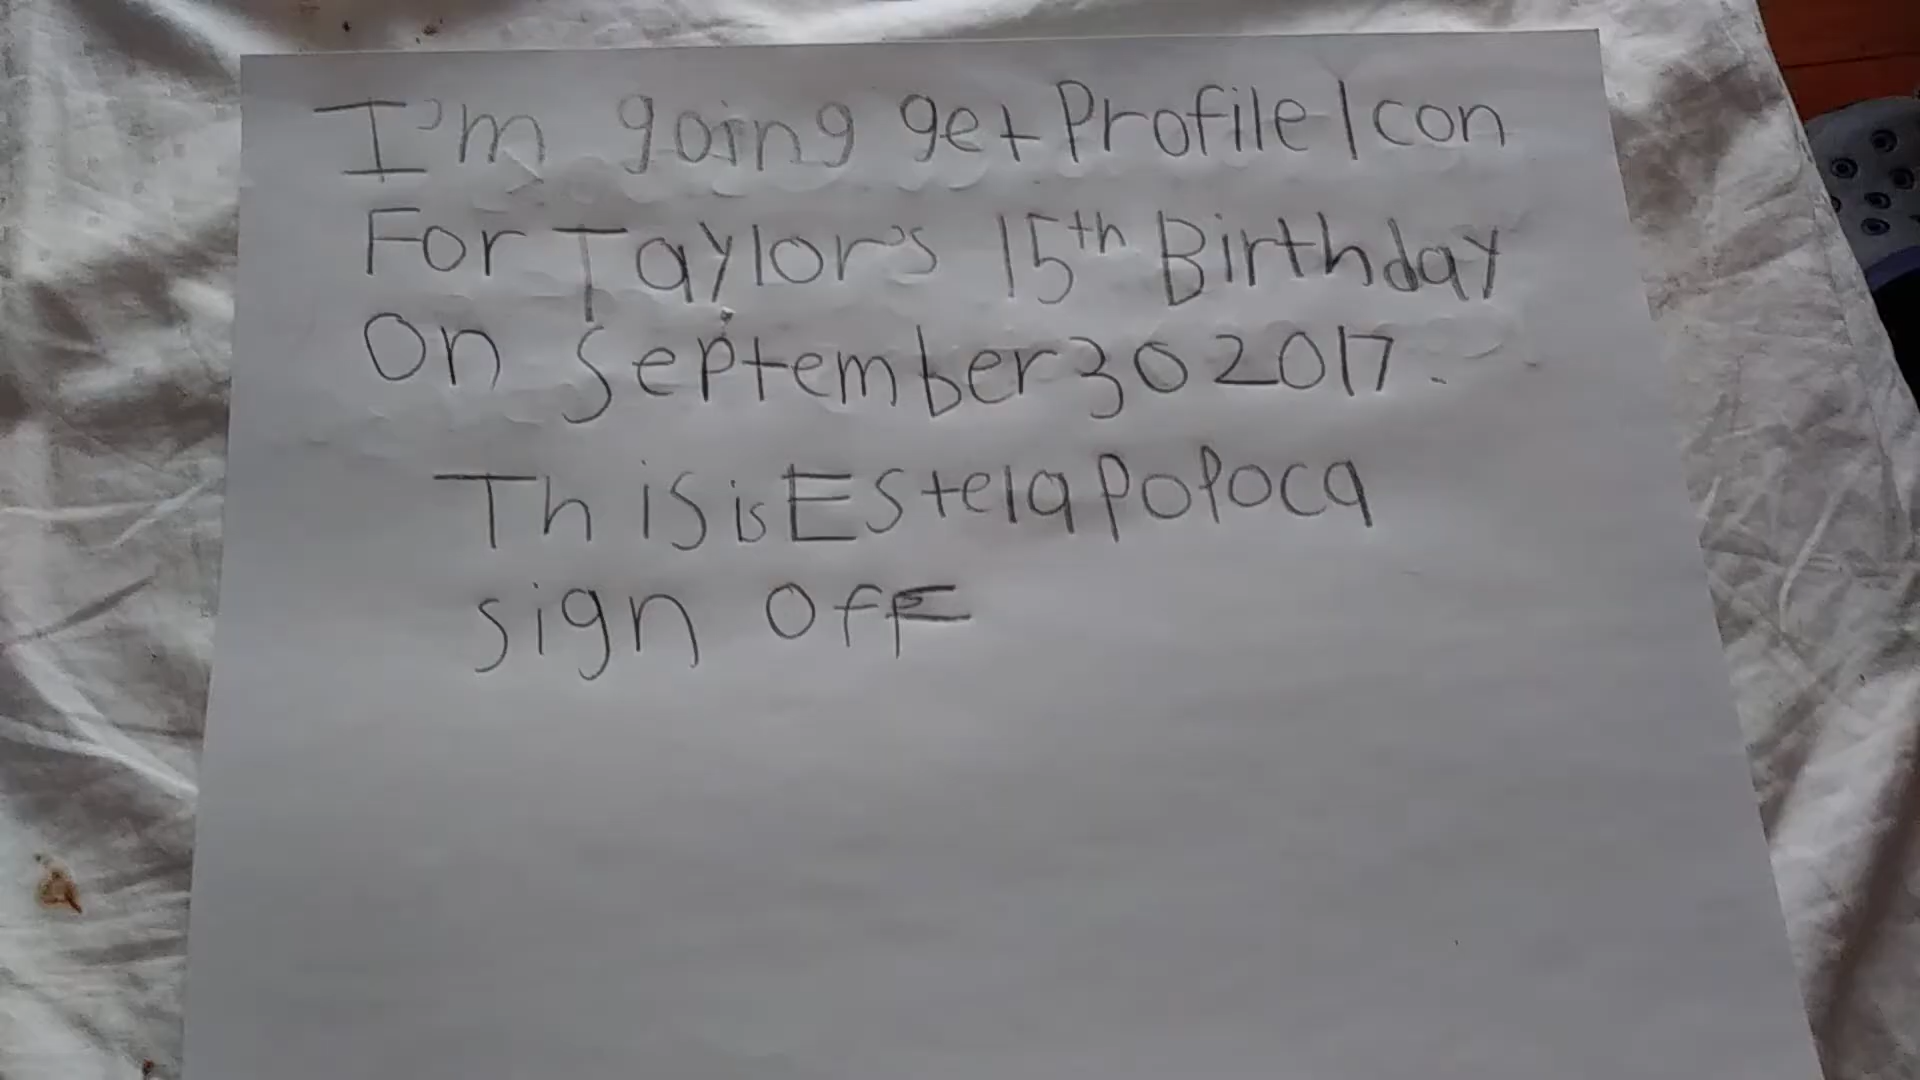 I'm going get Profile Icon
For Taylor's 15th Birthday
On September 30 2017.
This is Estela Popoca
sign off